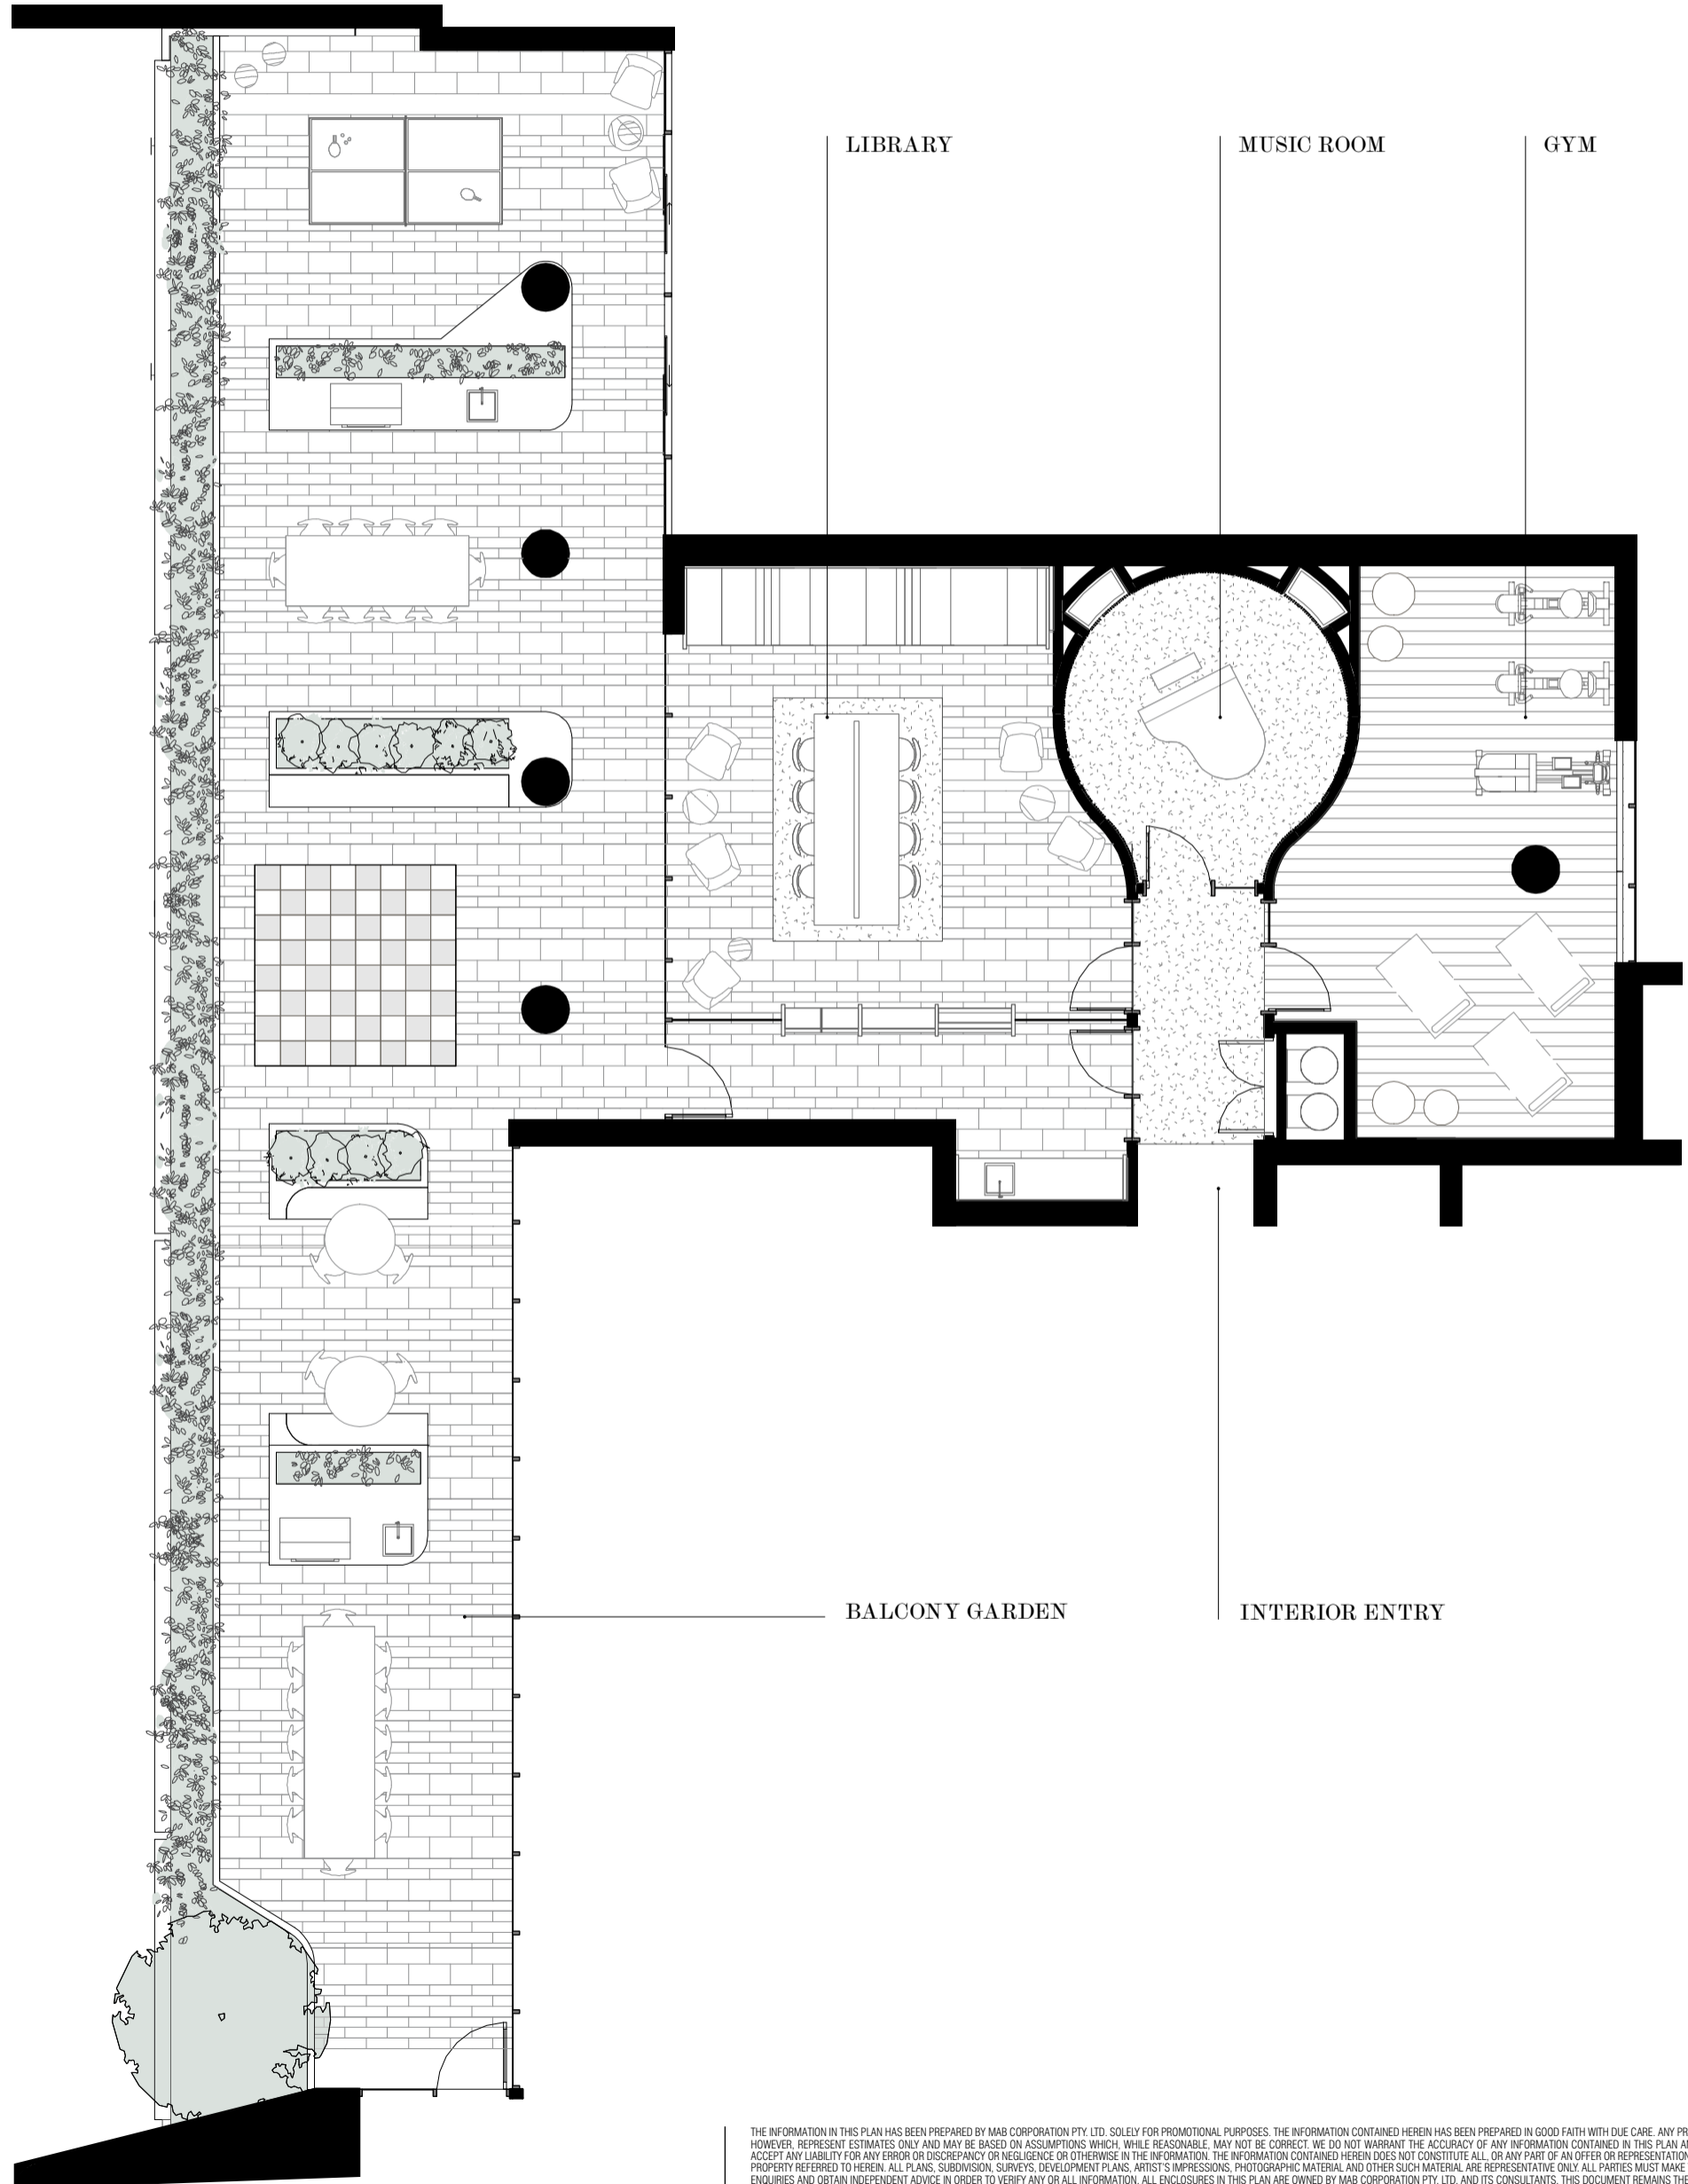 LIBRARY
MUSIC ROOM
GYM
BALCONY GARDEN
INTERIOR ENTRY
THE INFORMATION IN THIS PLAN HAS BEEN PREPARED BY MAB CORPORATION PTY. LTD. SOLELY FOR PROMOTIONAL PURPOSES. THE INFORMATION CONTAINED HEREIN HAS BEEN PREPARED IN GOOD FAITH WITH DUE CARE. ANY PR
HOWEVER, REPRESENT ESTIMATES ONLY AND MAY BE BASED ON ASSUMPTIONS WHICH, WHILE REASONABLE, MAY NOT BE CORRECT. WE DO NOT WARRANT THE ACCURACY OF ANY INFORMATION CONTAINED IN THIS PLAN A
ACCEPT ANY LIABILITY FOR ANY ERROR OR DISCREPANCY OR NEGLIGENCE OR OTHERWISE IN THE INFORMATION. THE INFORMATION CONTAINED HEREIN DOES NOT CONSTITUTE ALL, OR ANY PART OF AN OFFER OR REPRESENTATION
PROPERTY REFERRED TO HEREIN. ALL PLANS, SUBDIVISION, SURVEYS, DEVELOPMENT PLANS, ARTIST'S IMPRESSIONS, PHOTOGRAPHIC MATERIAL AND OTHER SUCH MATERIAL ARE REPRESENTATIVE ONLY. ALL PARTIES MUST MAKE
ENQUIRIES AND OBTAIN INDEPENDENT ADVICE IN ORDER TO VERIFY ANY OR ALL INFORMATION. ALL ENCLOSURES IN THIS PLAN ARE OWNED BY MAB CORPORATION PTY. LTD. AND ITS CONSULTANTS. THIS DOCUMENT REMAINS THE